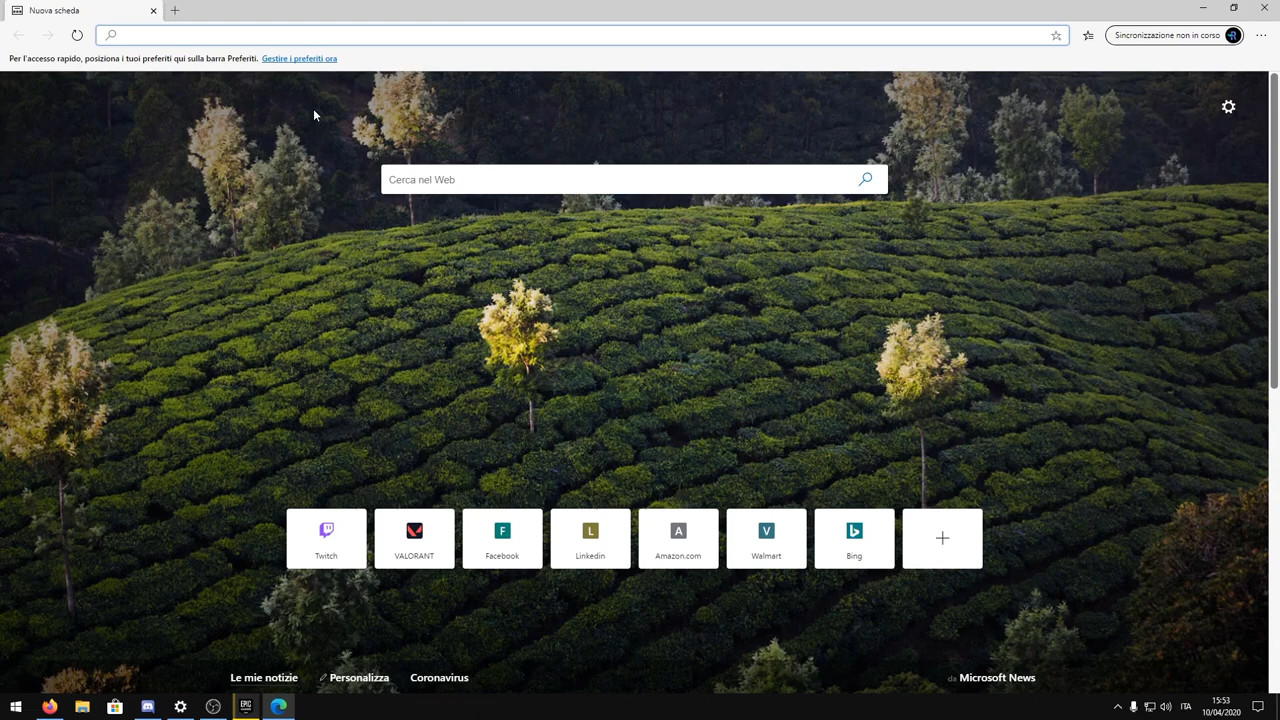 Nuova scheda
Sincronizzazione non in corso
Per l'accesso rapido, posiziona i tuoi preferiti qui sulla barra Preferiti. Gestire i preferiti ora
Cerca nel Web
Twitch
VALORANT
F
Facebook
L
Linkedin
A
Amazon.com
V
Walmart
Bing
Le mie notizie
Personalizza
Coronavirus
da Microsoft News
EPIC
ITA
15:53
10/04/2020